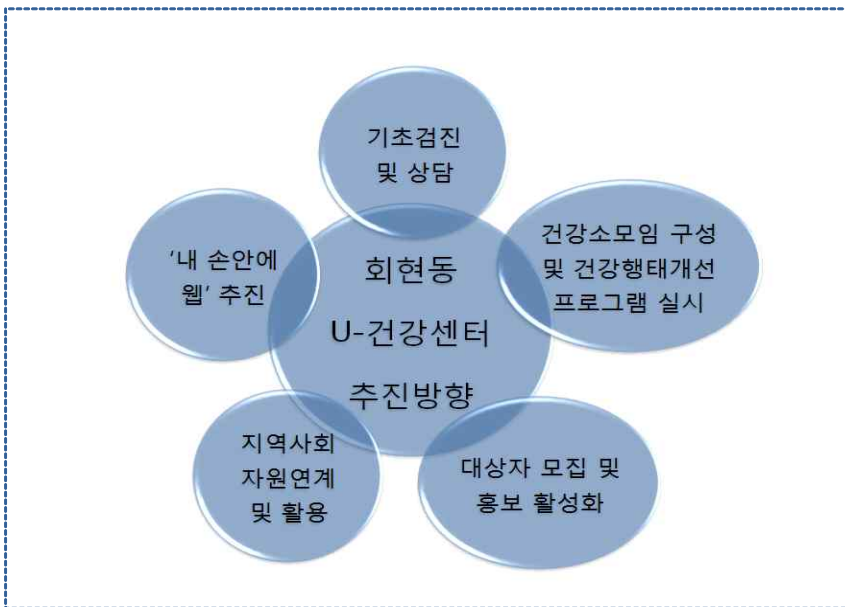 기초검진
및 상담
건강소모임 구성
및 건강행태개선
프로그램 실시
'내 손안에
웹' 추진
회현동
U-건강센터
추진방향
지역사회
자원연계
및 활용
대상자 모집 및
홍보 활성화